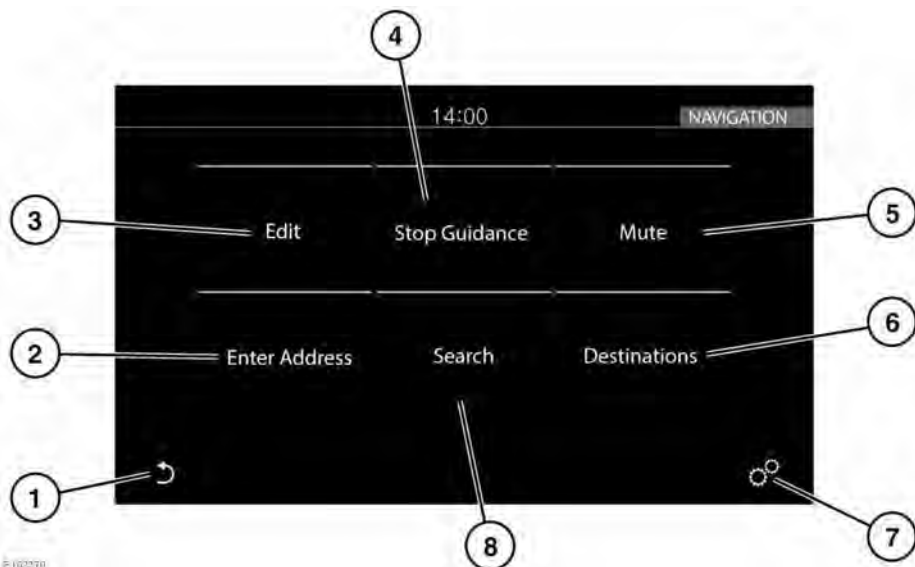 4
14:00 NAVIGATION
3 Edit Stop Guidance Mute 5
2 Enter Address Search Destinations 6
1 8 7